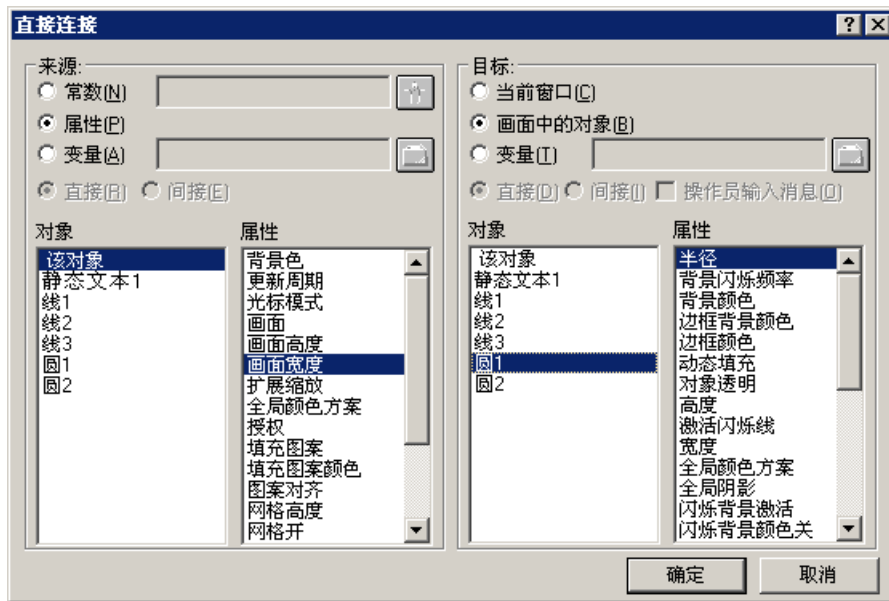 直接连接
来源:
常数(N)
属性(P)
变量(A)
直接(R) 间接(E)
对象
该对象
静态文本1
线1
线2
线3
圆1
圆2
属性
背景色
更新周期
光标模式
画面
画面高度
画面宽度
扩展缩放
全局颜色方案
授权
填充图案
填充图案颜色
图案对齐
网格高度
网格开
目标:
当前窗口(C)
画面中的对象(B)
变量(T)
直接(D) 间接(I) 操作员输入消息(O)
对象
该对象
静态文本1
线1
线2
线3
圆1
圆2
属性
半径
背景闪烁频率
背景颜色
边框背景颜色
边框颜色
动态填充
对象透明
高度
激活闪烁线
宽度
全局颜色方案
全局阴影
闪烁背景激活
闪烁背景颜色关
确定 取消